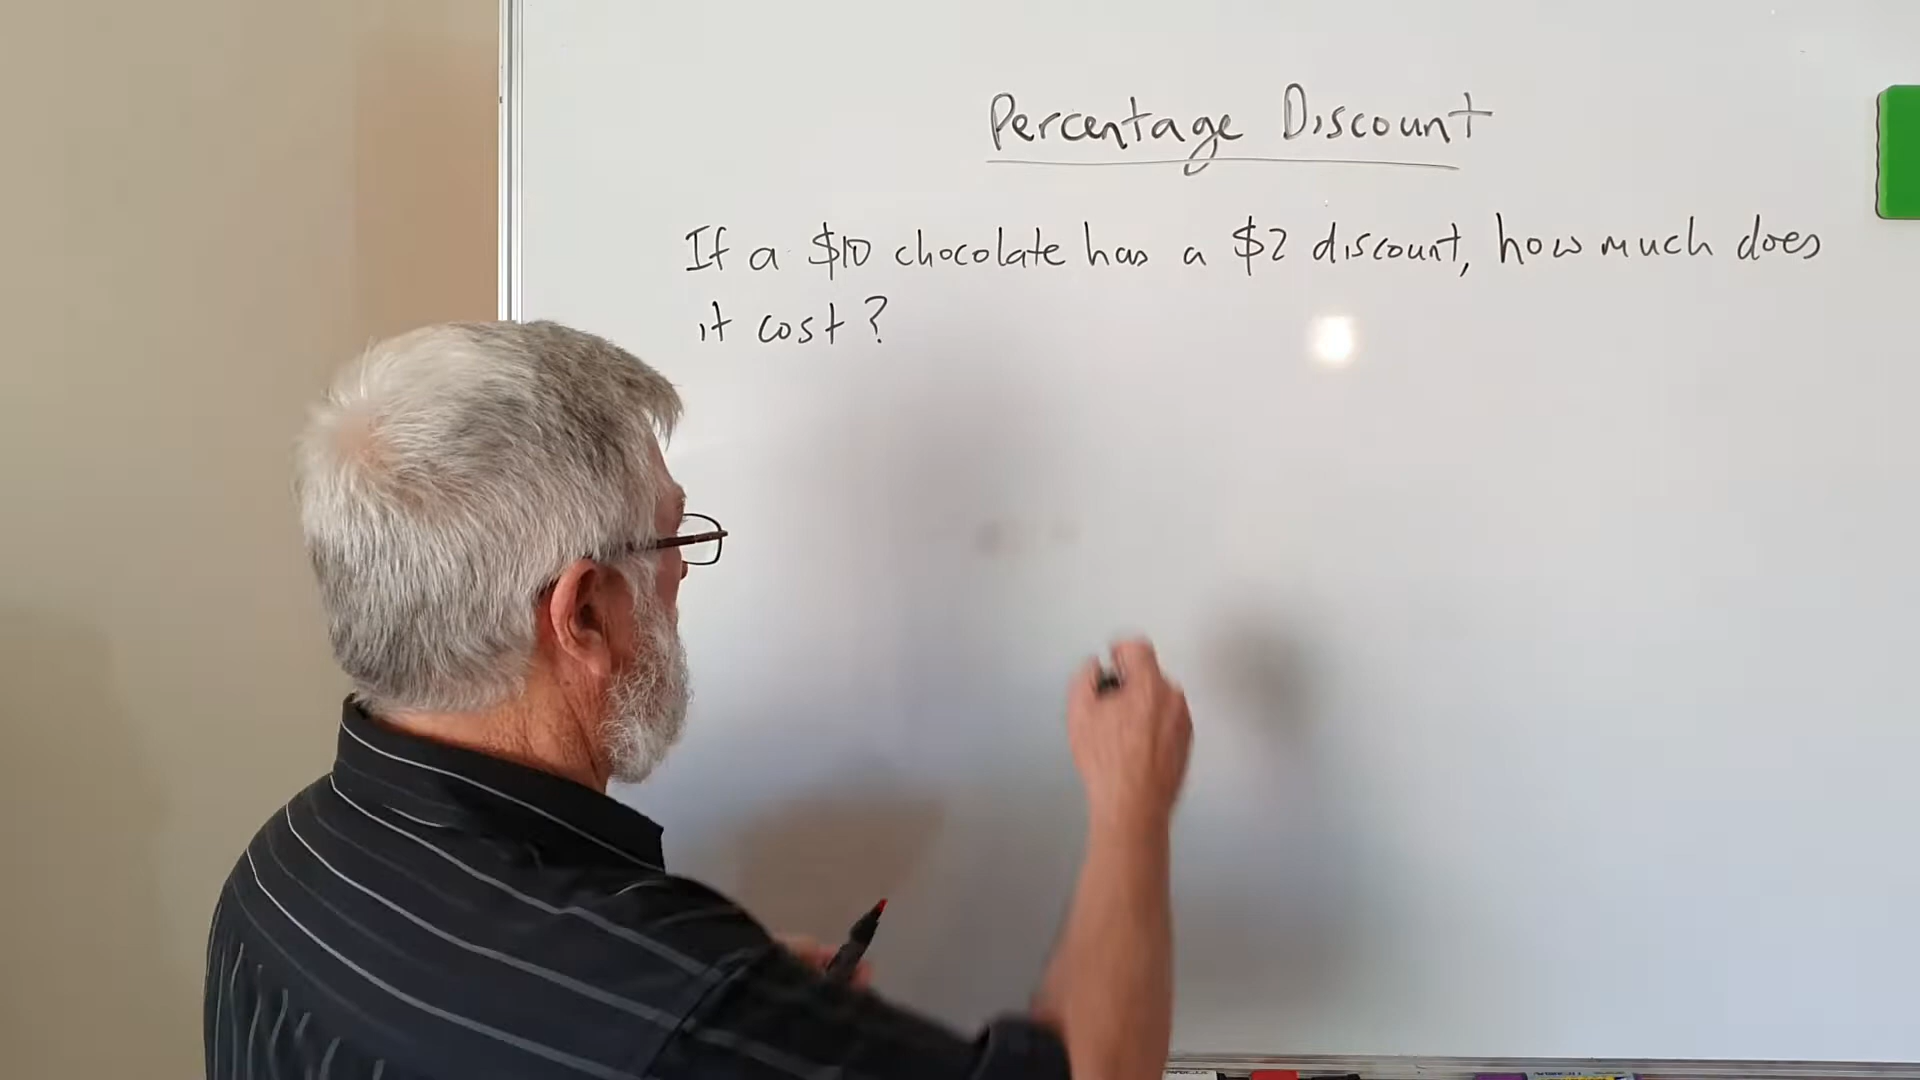 Percentage Discount
If a $10 chocolate has a $2 discount, how much does
it cost?